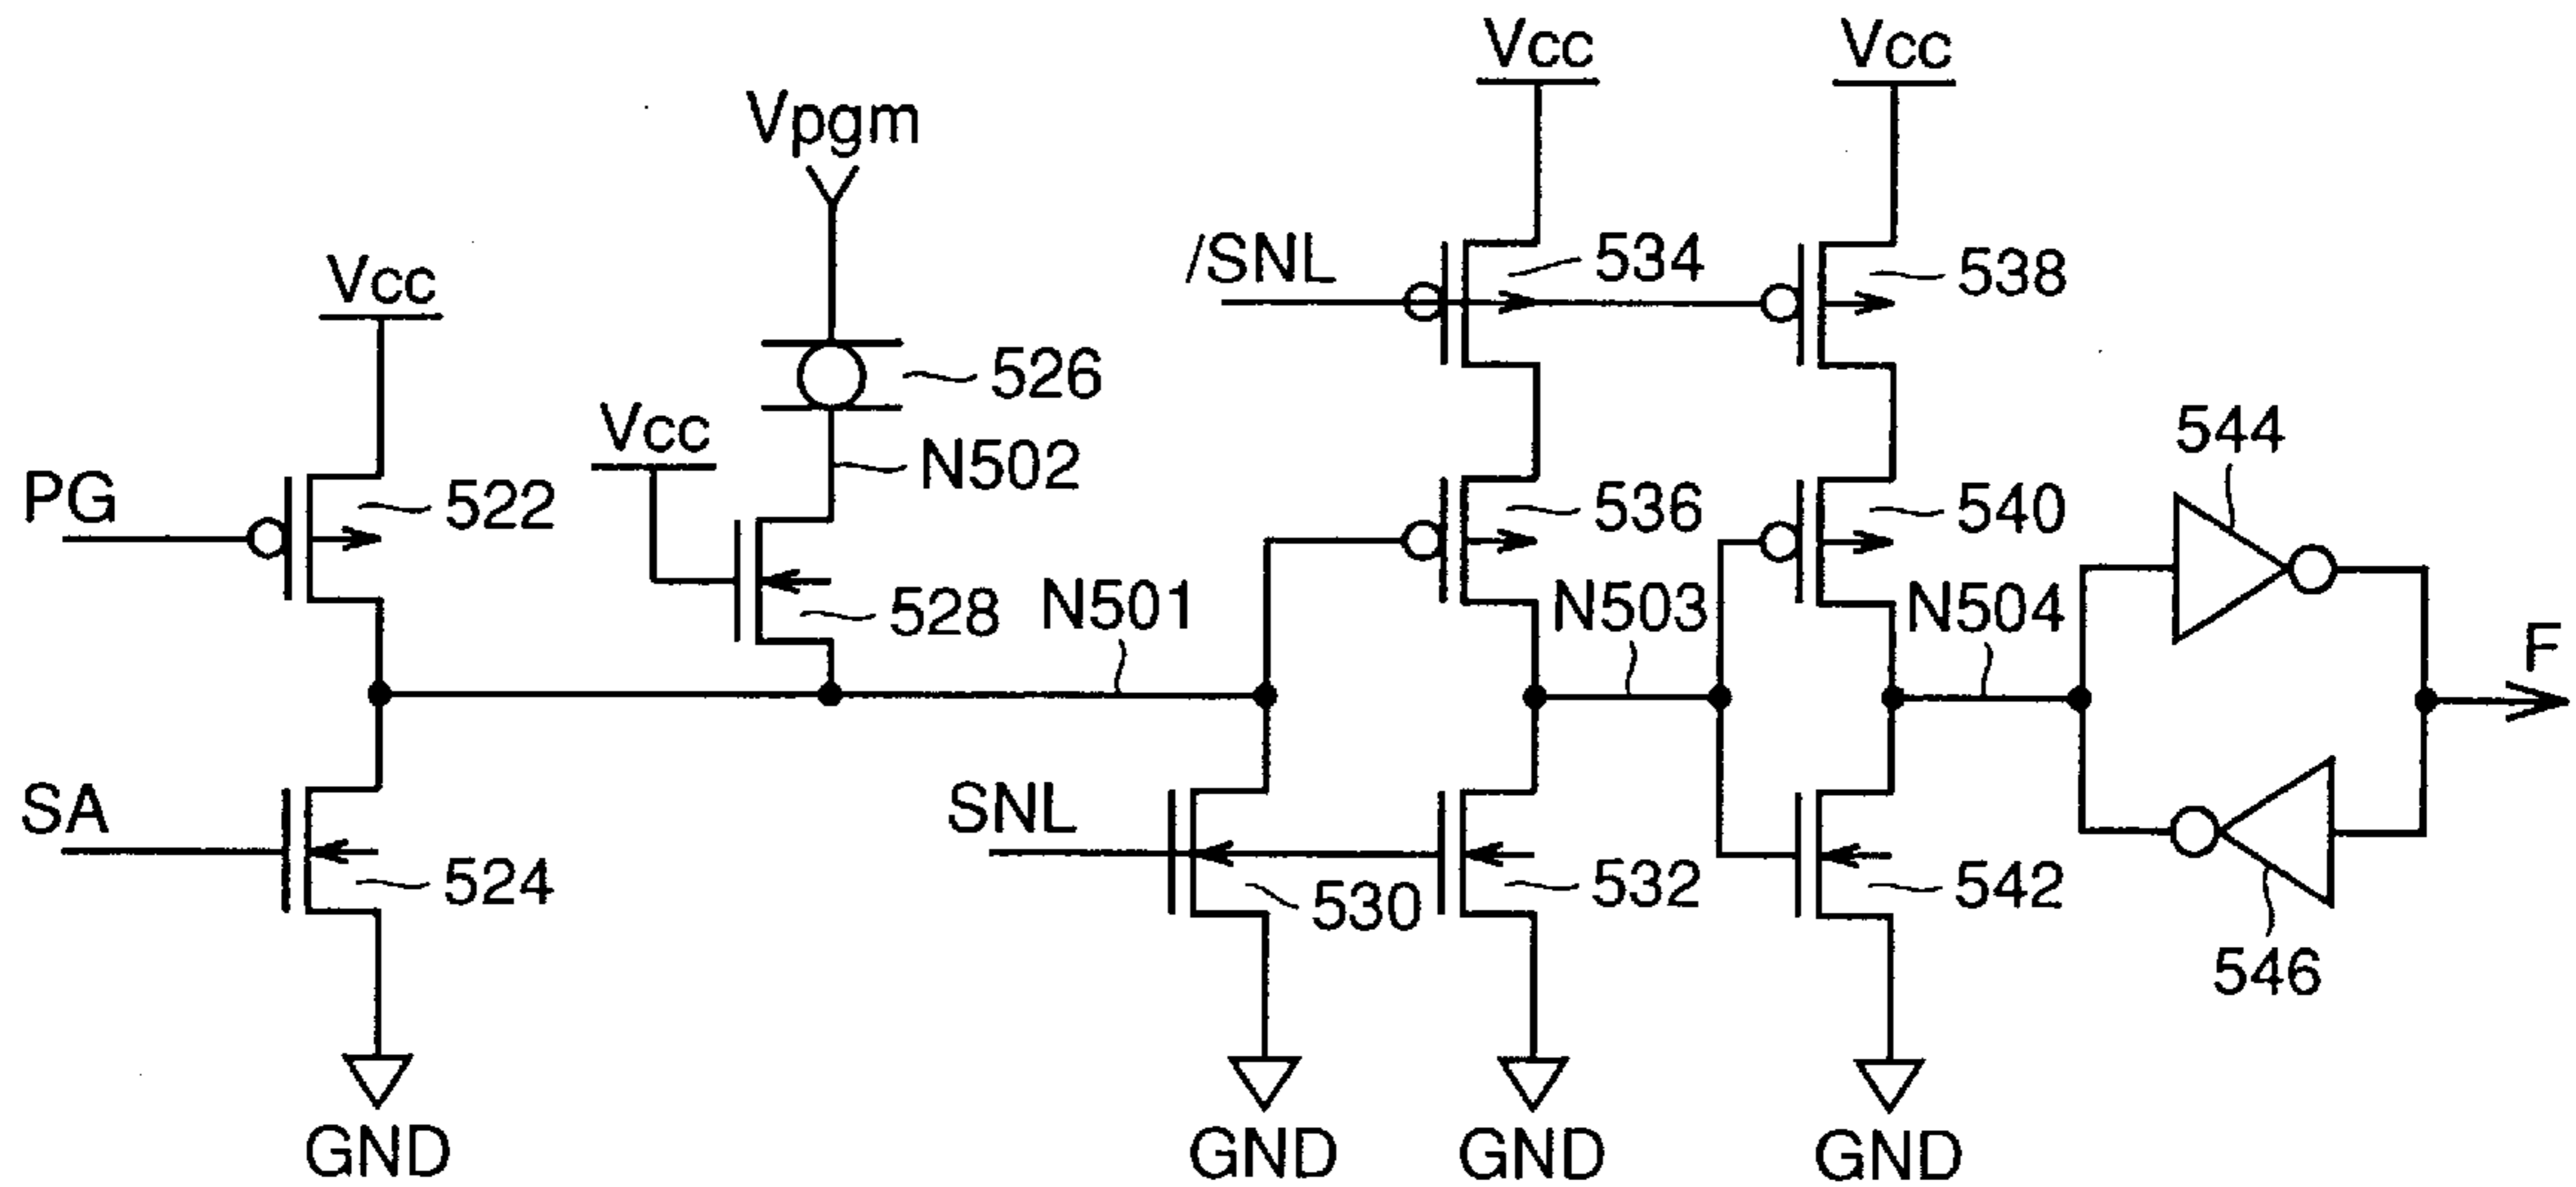 Vcc
Vcc
Vpgm
/SNL
534
538
Vcc
526
Vcc
N502
544
PG
522
536
540
528
N501
N503
N504
F
SA
524
SNL
530
532
542
546
GND
GND
GND
GND